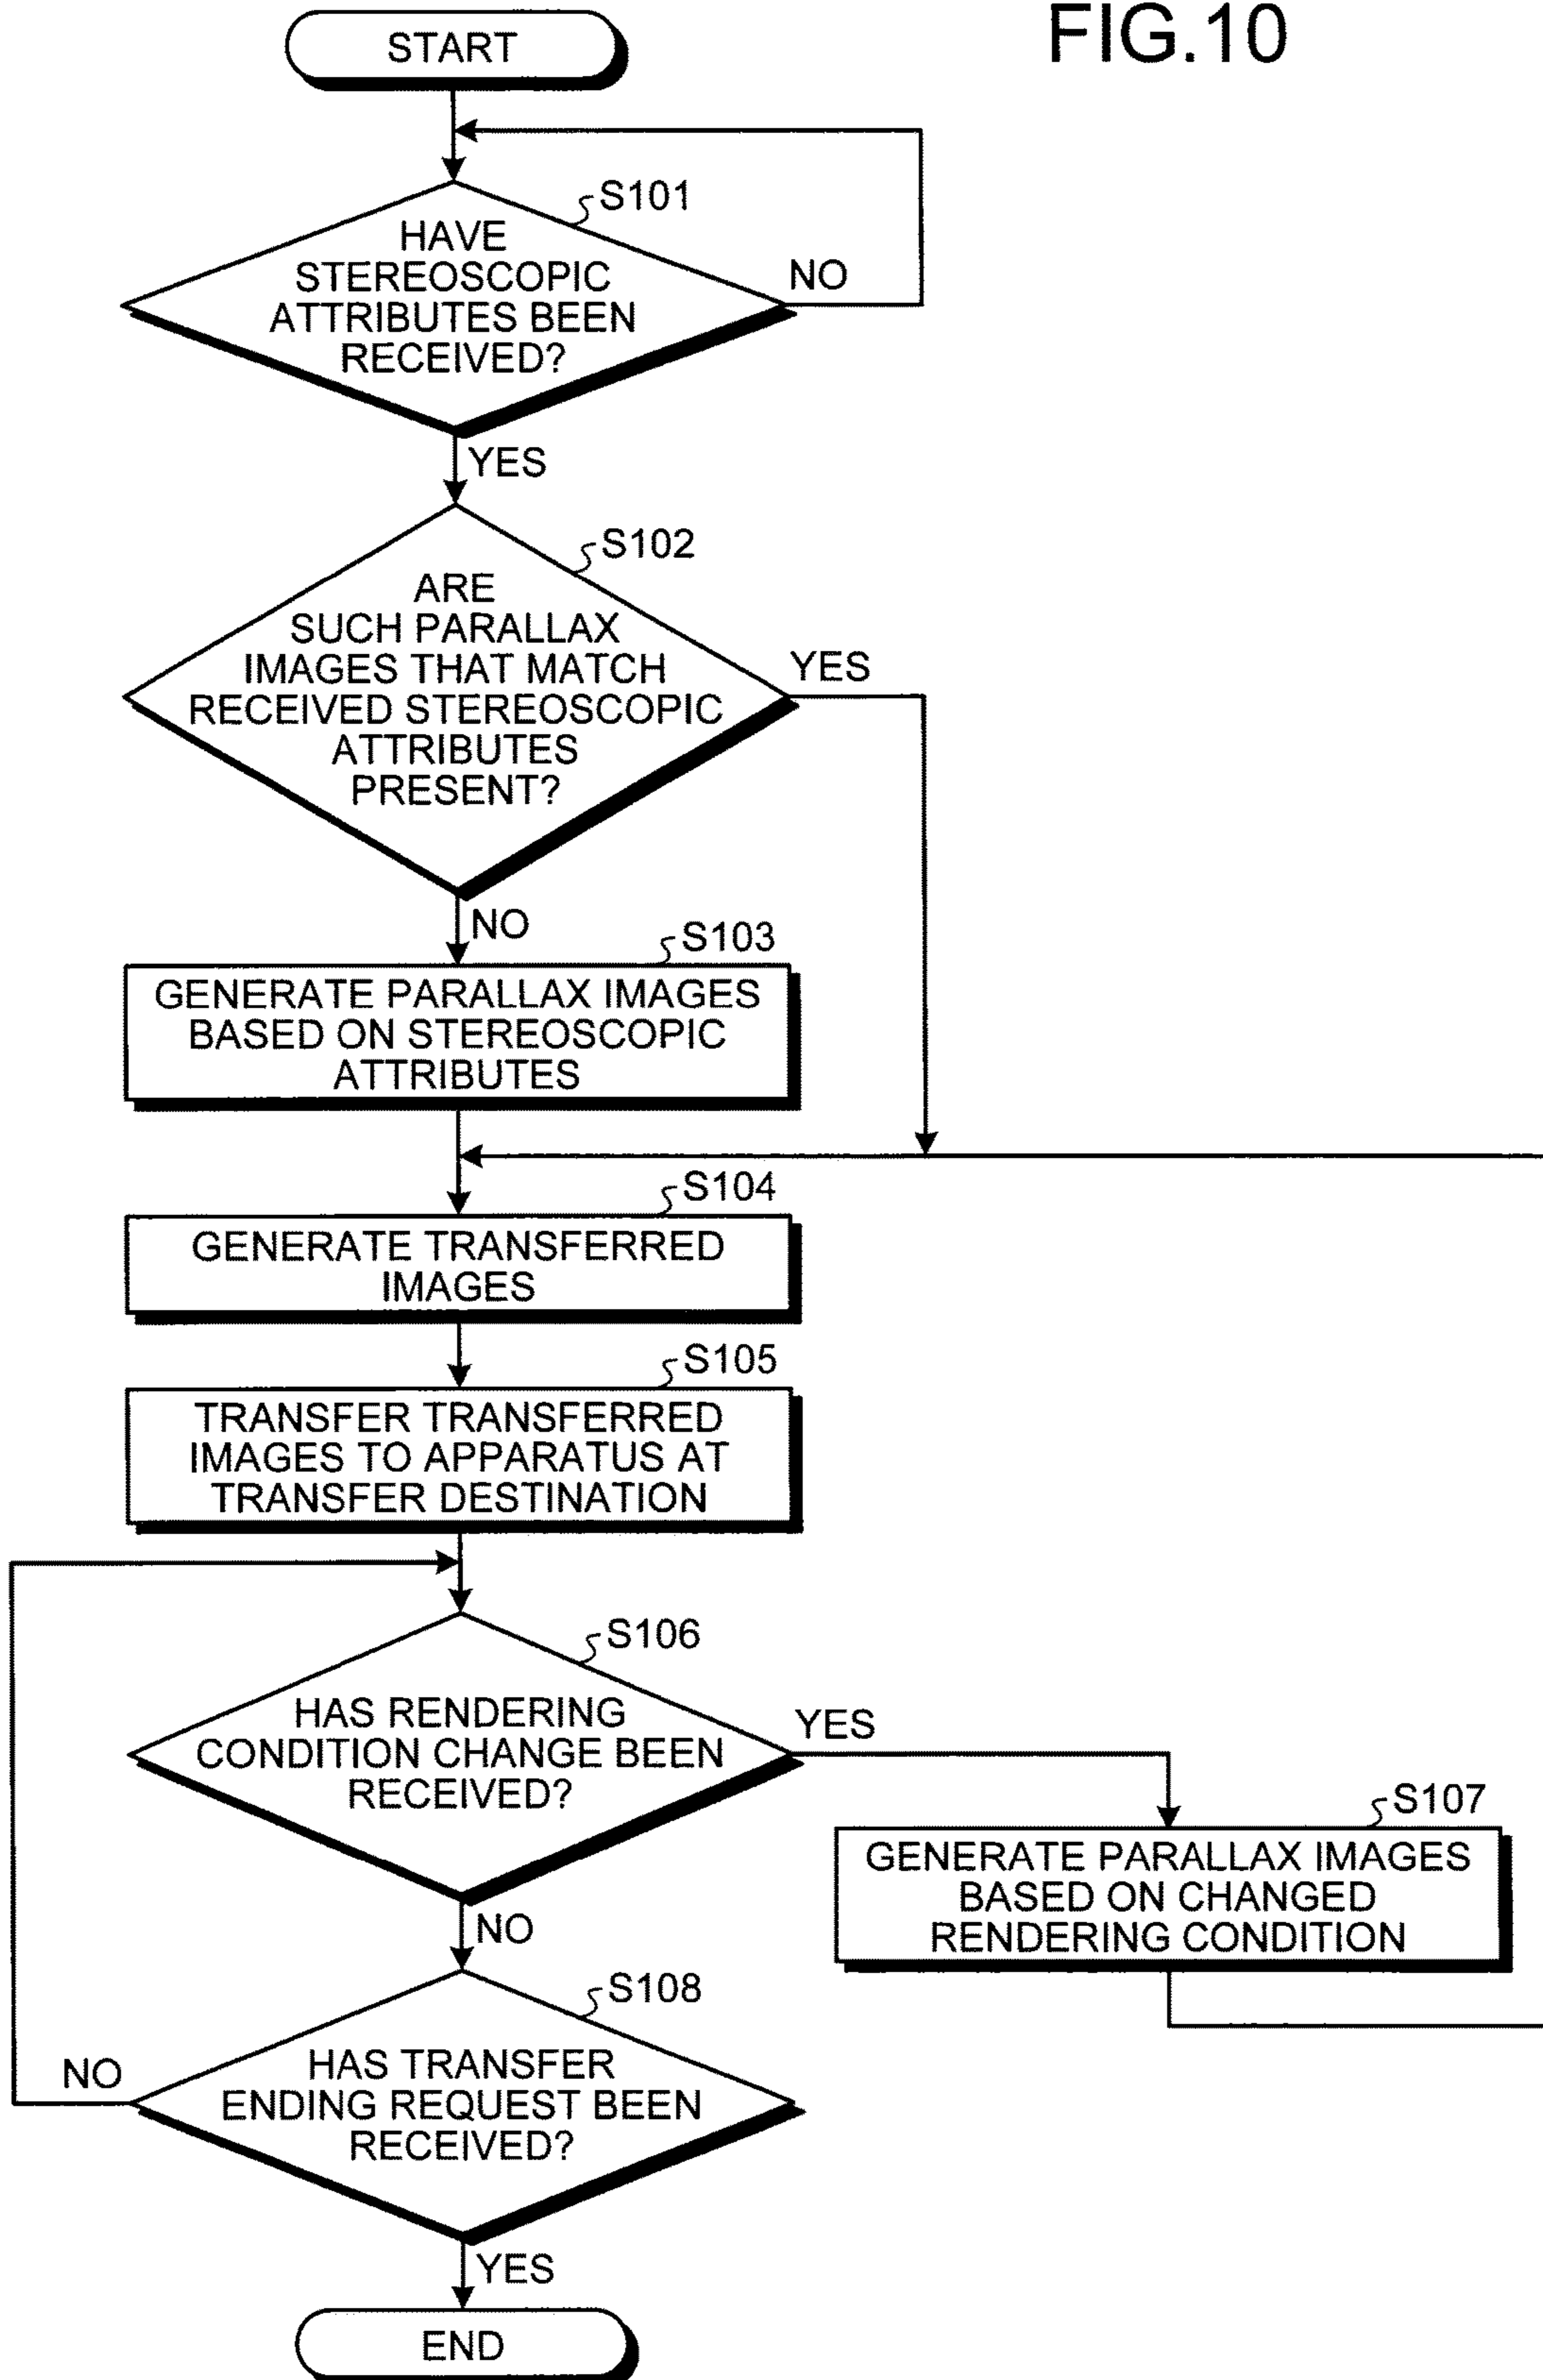 FIG.10
START
S101
HAVE
STEREOSCOPIC
ATTRIBUTES BEEN
RECEIVED?
NO
YES
S102
ARE
SUCH PARALLAX
IMAGES THAT MATCH
RECEIVED STEREOSCOPIC
ATTRIBUTES
PRESENT?
YES
NO
S103
GENERATE PARALLAX IMAGES
BASED ON STEREOSCOPIC
ATTRIBUTES
S104
GENERATE TRANSFERRED
IMAGES
S105
TRANSFER TRANSFERRED
IMAGES TO APPARATUS AT
TRANSFER DESTINATION
S106
HAS RENDERING
CONDITION CHANGE BEEN
RECEIVED?
YES
S107
GENERATE PARALLAX IMAGES
BASED ON CHANGED
RENDERING CONDITION
NO
S108
HAS TRANSFER
ENDING REQUEST BEEN
RECEIVED?
NO
YES
END